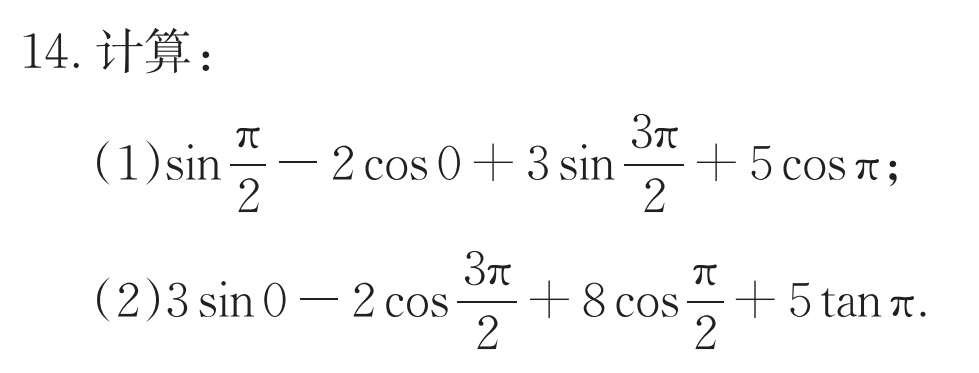 14. 计算：
(1)sin π/2 − 2cos 0 + 3sin 3π/2 + 5cos π；
(2)3sin 0 − 2cos 3π/2 + 8cos π/2 + 5tan π.